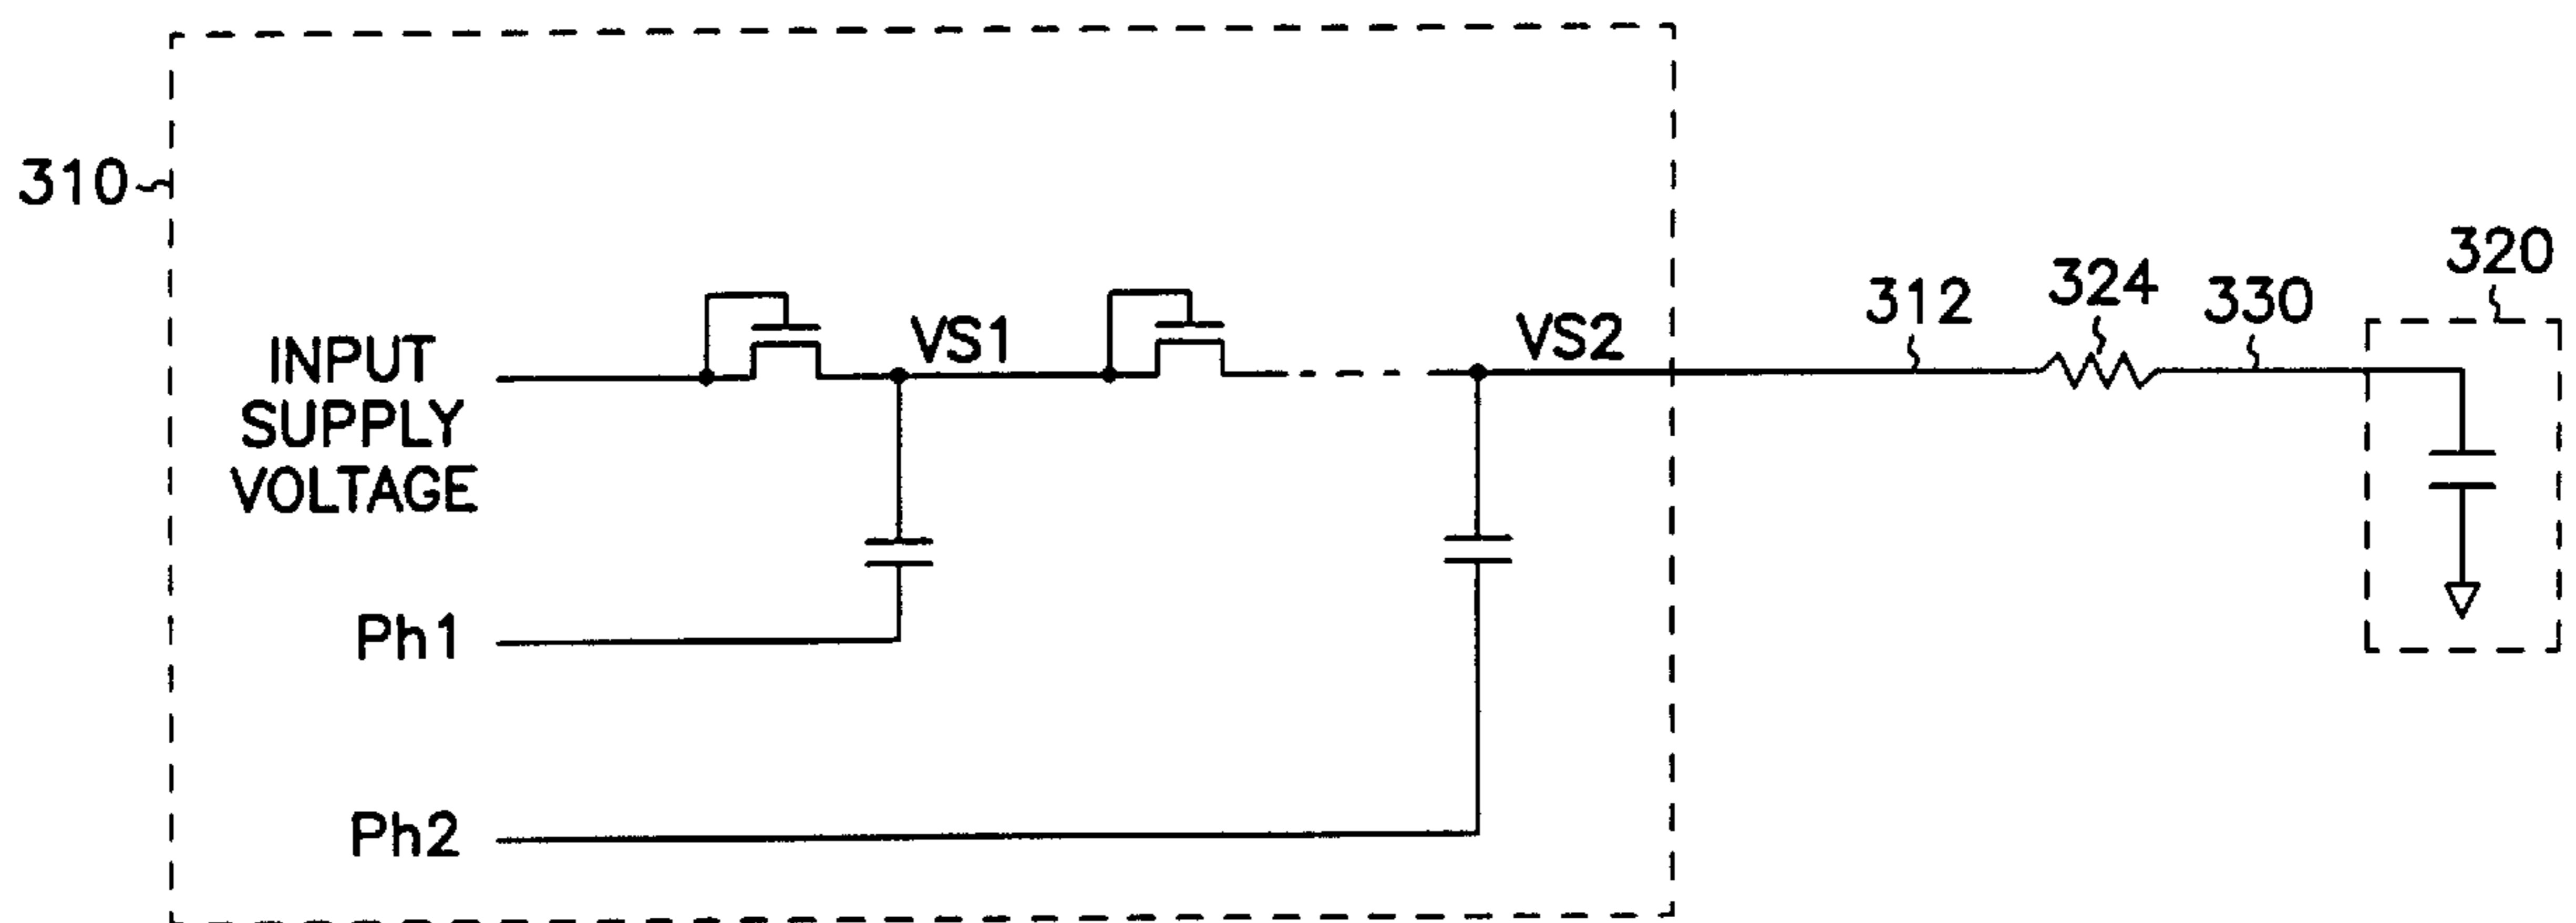 310
INPUT
SUPPLY
VOLTAGE
VS1
VS2
312
324
330
320
Ph1
Ph2